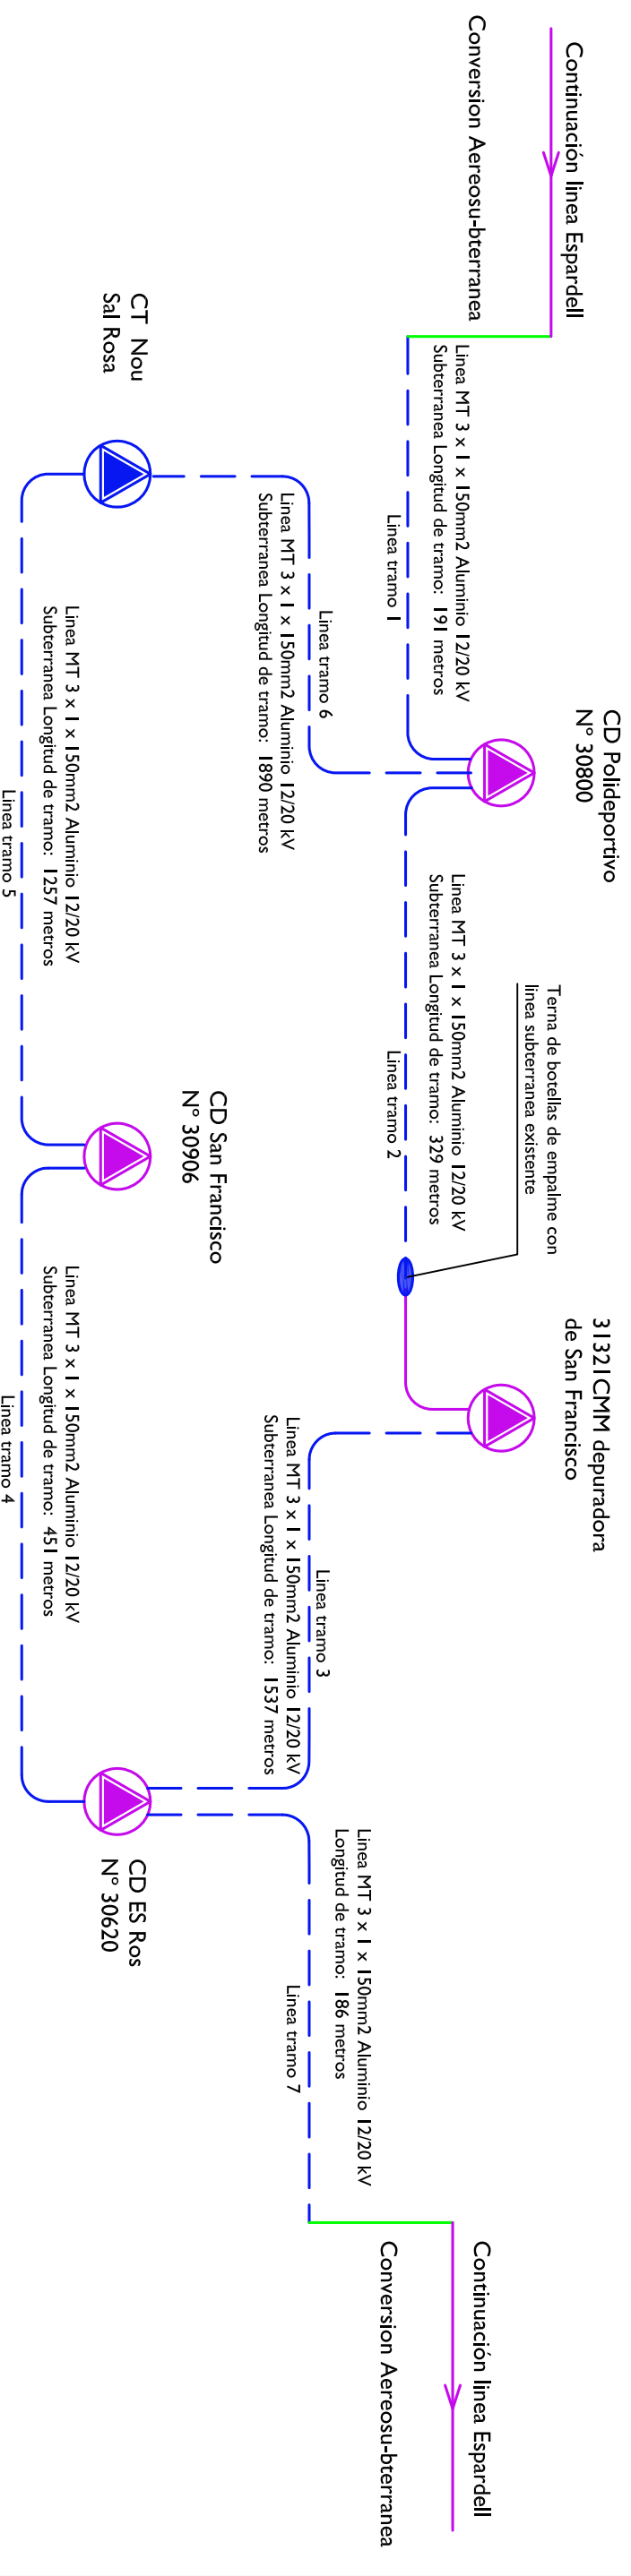 Continuación linea Espardell
Conversion Aereosu-bterranea
Linea MT 3 x 1 x 150mm2 Aluminio 12/20 kV
Subterranea Longitud de tramo: 191 metros
Linea tramo 1
CD Polideportivo
N° 30800
Linea MT 3 x 1 x 150mm2 Aluminio 12/20 kV
Subterranea Longitud de tramo: 329 metros
Linea tramo 2
Terna de botellas de empalme con
linea subterranea existente
31321CMM depuradora
de San Francisco
CT Nou
Sal Rosa
Linea tramo 6
Linea MT 3 x 1 x 150mm2 Aluminio 12/20 kV
Subterranea Longitud de tramo: 1890 metros
Linea tramo 3
Linea MT 3 x 1 x 150mm2 Aluminio 12/20 kV
Subterranea Longitud de tramo: 1537 metros
Linea MT 3 x 1 x 150mm2 Aluminio 12/20 kV
Longitud de tramo: 186 metros
Linea tramo 7
Continuación linea Espardell
Conversion Aereosu-bterranea
Linea MT 3 x 1 x 150mm2 Aluminio 12/20 kV
Subterranea Longitud de tramo: 1257 metros
Linea tramo 5
CD San Francisco
N° 30906
Linea MT 3 x 1 x 150mm2 Aluminio 12/20 kV
Subterranea Longitud de tramo: 451 metros
Linea tramo 4
CD ES Ros
N° 30620